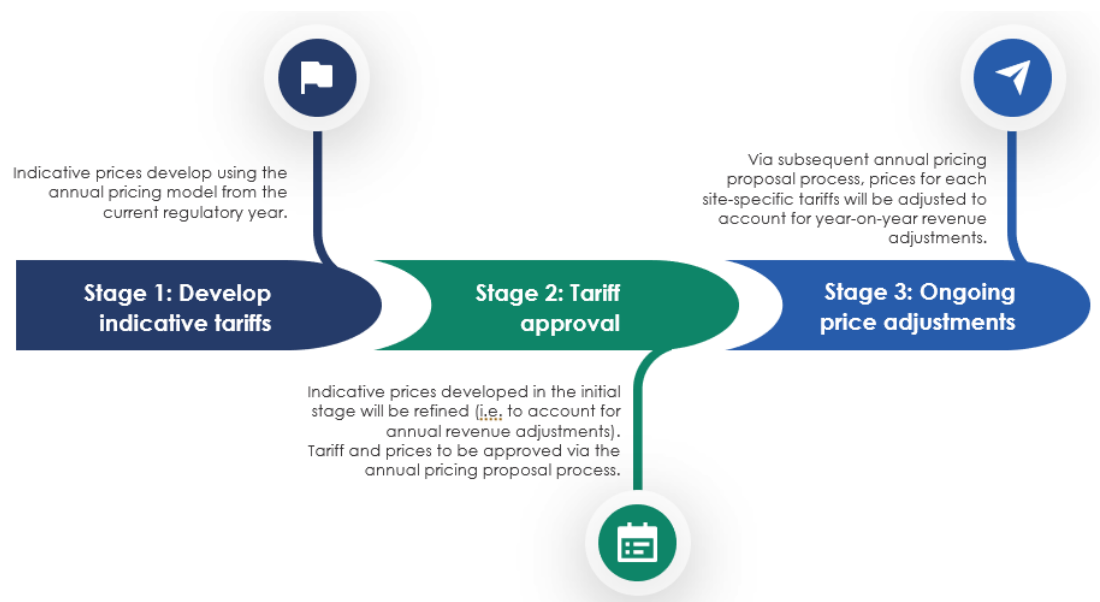 Indicative prices develop using the
annual pricing model from the
current regulatory year.
Via subsequent annual pricing
proposal process, prices for each
site-specific tariffs will be adjusted to
account for year-on-year revenue
adjustments.
Stage 1: Develop
indicative tariffs
Stage 2: Tariff
approval
Stage 3: Ongoing
price adjustments
Indicative prices developed in the initial
stage will be refined (i.e. to account for
annual revenue adjustments).
Tariff and prices to be approved via the
annual pricing proposal process.